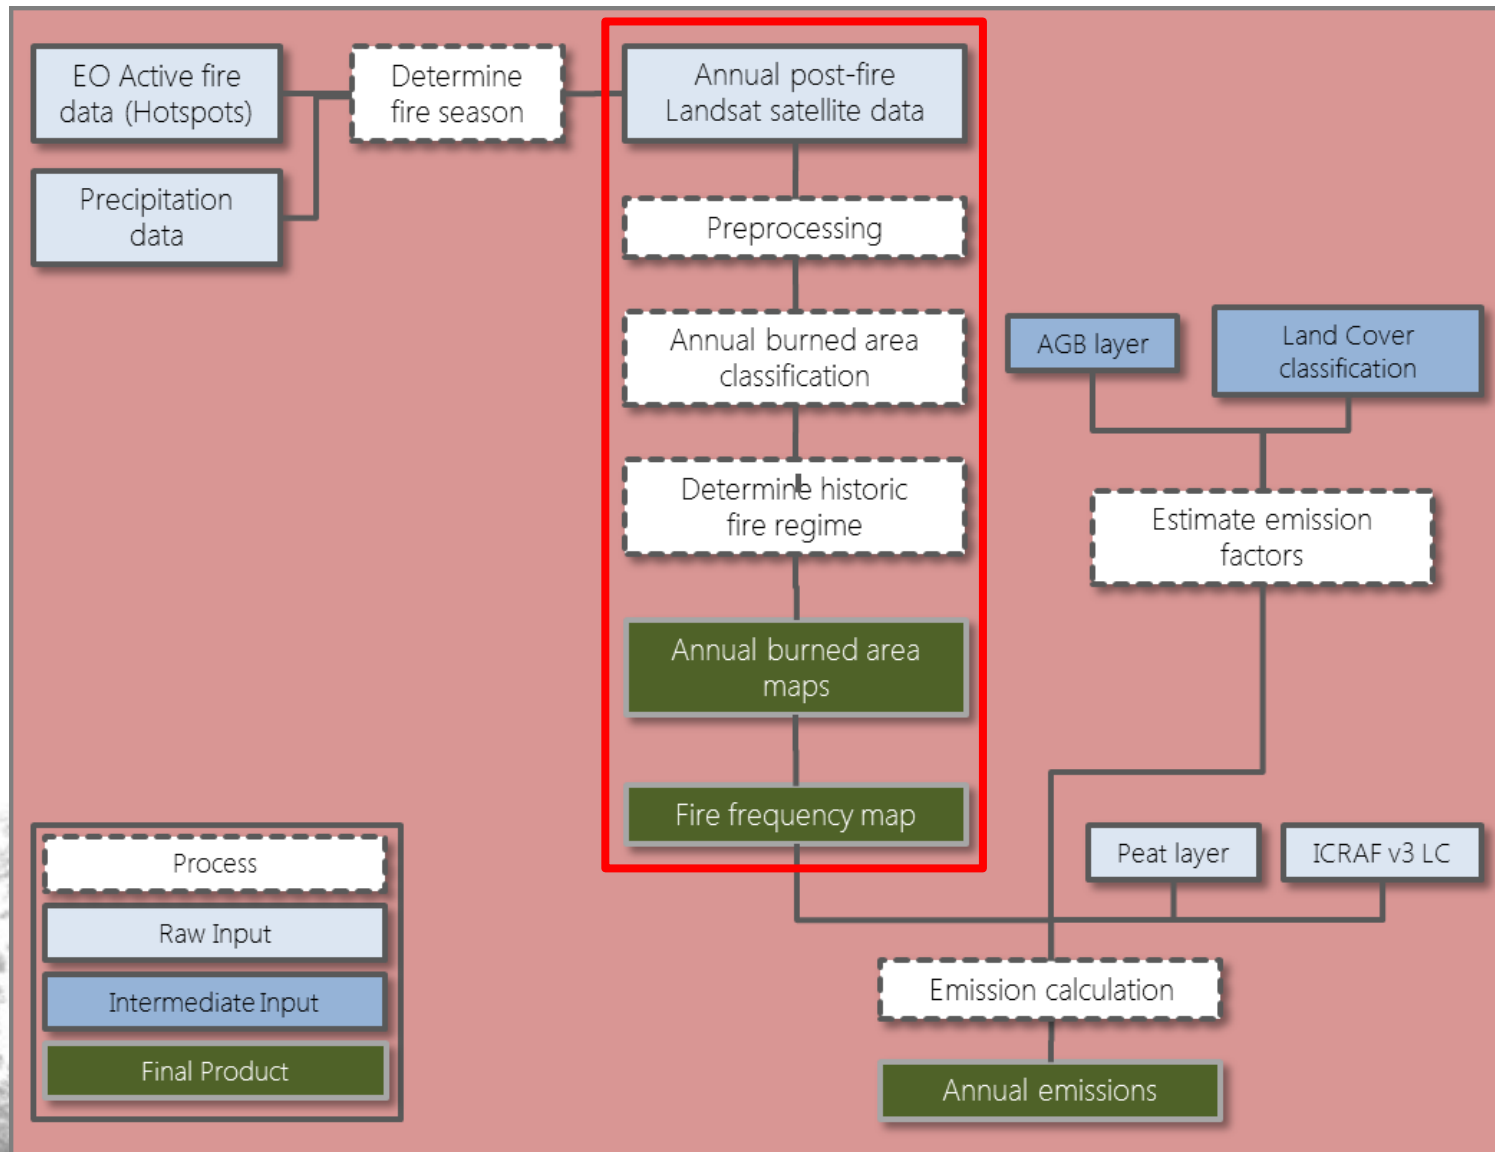 EO Active fire
data (Hotspots)
Determine
fire season
Annual post-fire
Landsat satellite data
Precipitation
data
Preprocessing
Annual burned area
classification
AGB layer
Land Cover
classification
Determine historic
fire regime
Estimate emission
factors
Annual burned area
maps
Fire frequency map
Peat layer
ICRAF v3 LC
Process
Raw Input
Intermediate Input
Final Product
Emission calculation
Annual emissions